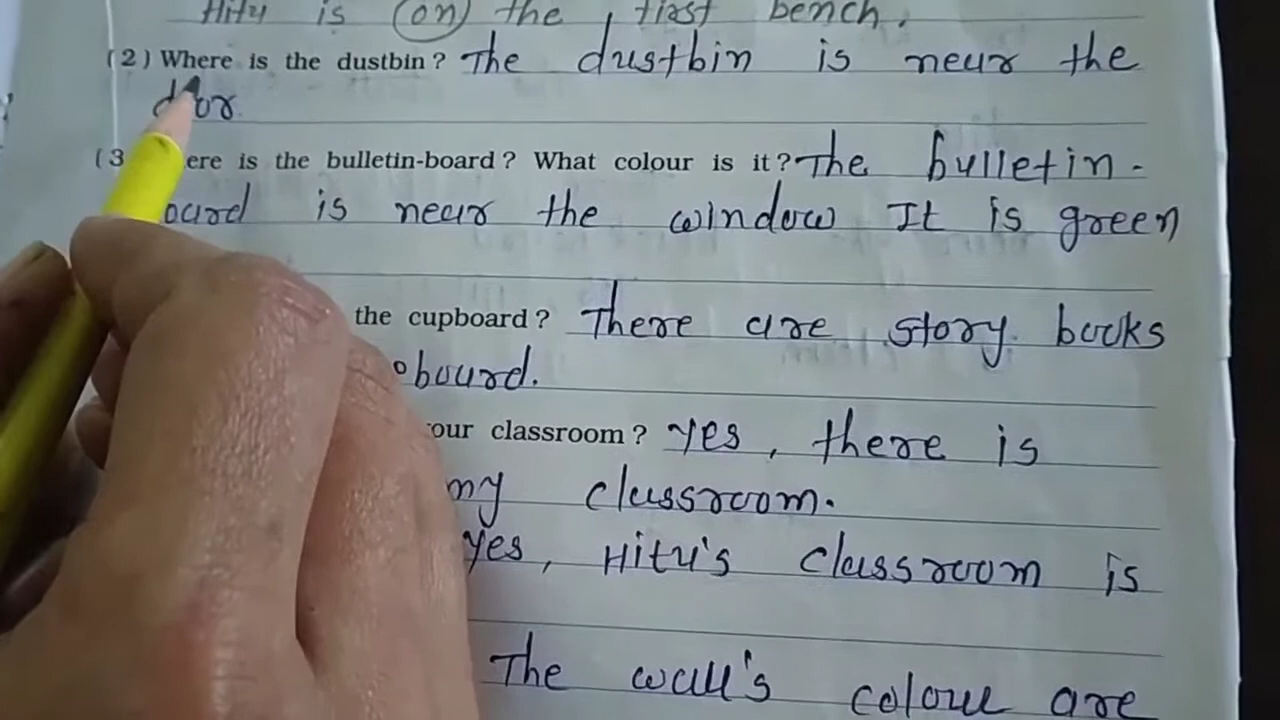 Hitu is on the first bench.
(2) Where is the dustbin? The dustbin is near the
door
(3 ere is the bulletin-board? What colour is it? The bulletin-
oard is near the window It is green
the cupboard? There are story books
board.
our classroom? yes, there is
my classroom.
yes, Hitu's classroom is
The wall's colour are